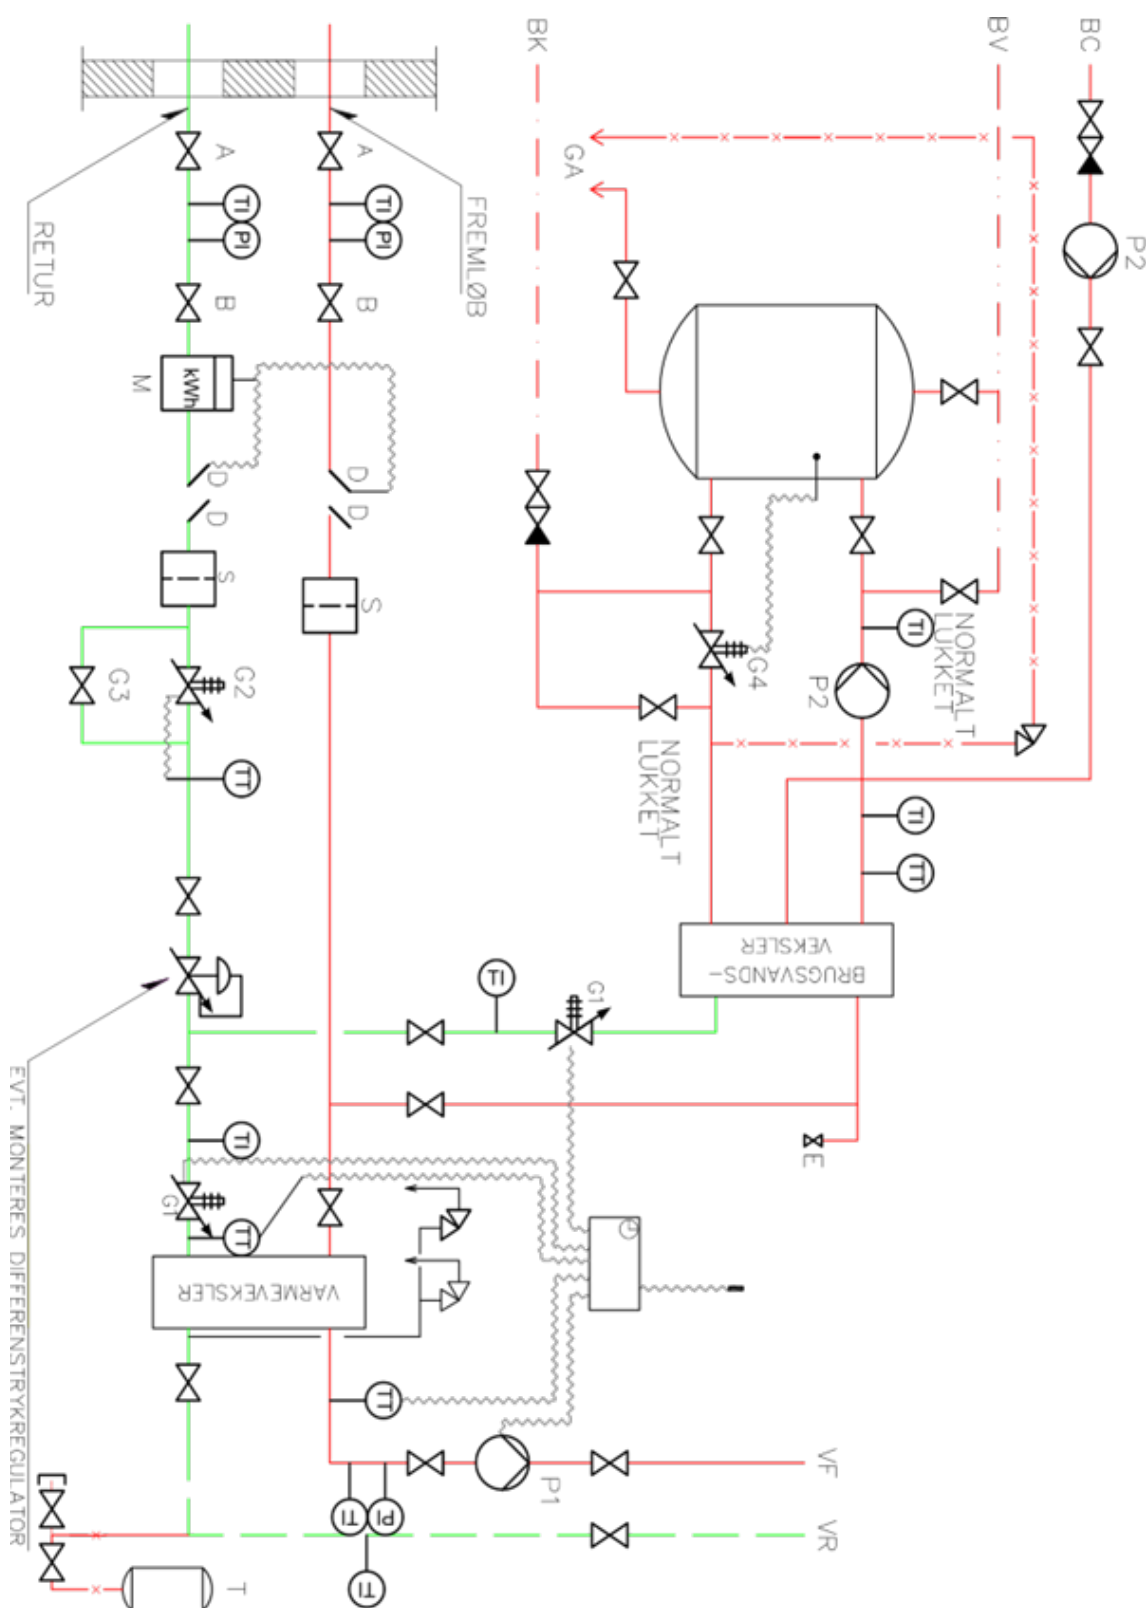 BK
BV
BC
GA
P2
A
A
TI
PI
TI
PI
RETUR
FREMLØB
B
B
M
kWh
D
D
D
D
S
S
G3
G2
TT
G4
P2
TI
NORMALT
LUKKET
NORMALT
LUKKET
TI
TT
BRUGSVANDS-
VEKSLER
TI
G1
E
EVT. MONTERES DIFFERENSTRYKREGULATOR
TI
G1
TT
VARMEVEKSLER
TT
P1
VF
VR
TI
PI
TI
T